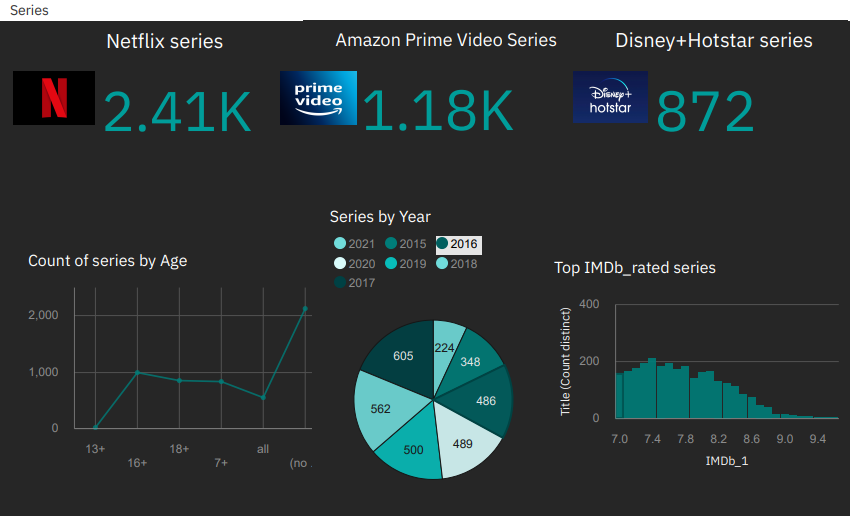 Series
Netflix series
Amazon Prime Video Series
Disney+Hotstar series
N
2.41K
prime
video
1.18K
Disney+
hotstar
872
Series by Year
2021 2015 2016
2020 2019 2018
2017
224
348
486
489
500
562
605
Count of series by Age
2,000
1,000
0
13+ 18+ all
16+ 7+ (no .
Top IMDb_rated series
Title (Count distinct)
400
200
0
7.0 7.4 7.8 8.2 8.6 9.0 9.4
IMDb_1